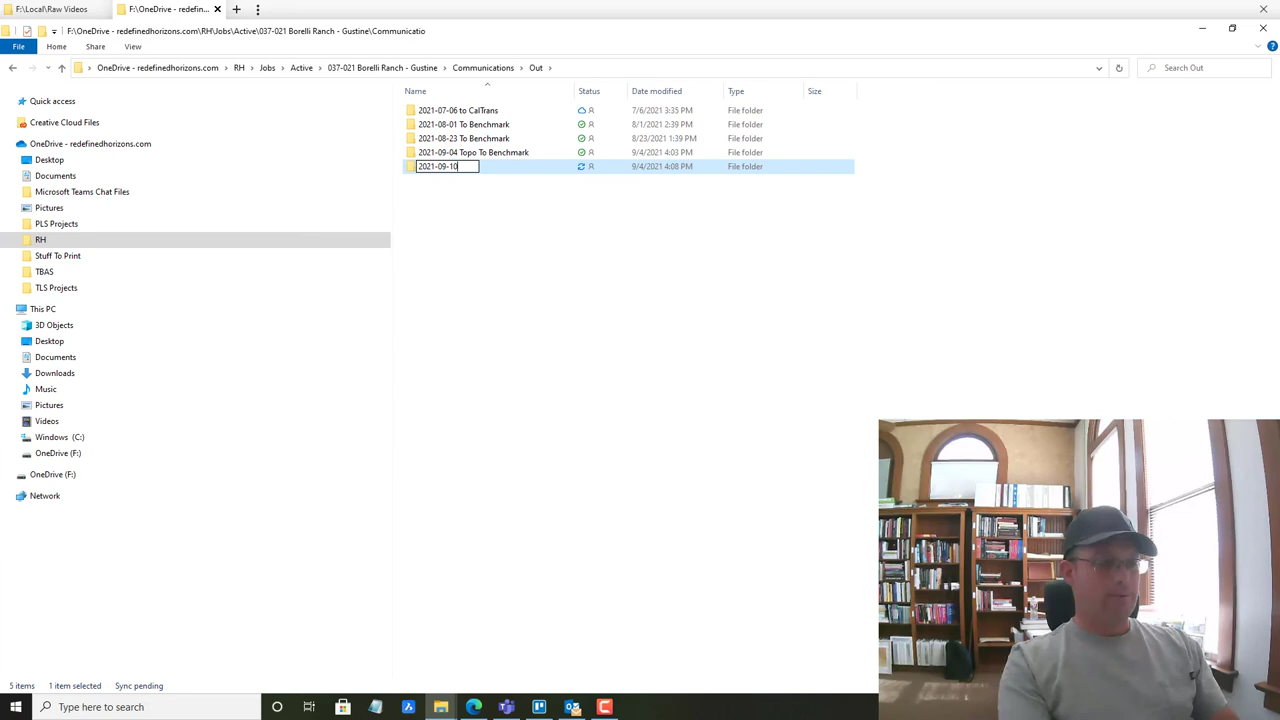 F:\Local\Raw Videos
F:\OneDrive - redefinedhoriz...
F:\OneDrive - redefinedhorizons.com\RH\Jobs\Active\037-021 Borelli Ranch - Gustine\Communicatio
File Home Share View
OneDrive - redefinedhorizons.com RH Jobs Active 037-021 Borelli Ranch - Gustine Communications Out
Search Out
Quick access
Creative Cloud Files
OneDrive - redefinedhorizons.com
Desktop
Documents
Microsoft Teams Chat Files
Pictures
PLS Projects
RH
Stuff To Print
TBAS
TLS Projects
This PC
3D Objects
Desktop
Documents
Downloads
Music
Pictures
Videos
Windows (C:)
OneDrive (F:)
OneDrive (F:)
Network
Name Status Date modified Type Size
2021-07-06 to CalTrans 7/6/2021 3:35 PM File folder
2021-08-01 To Benchmark 8/1/2021 2:39 PM File folder
2021-08-23 To Benchmark 8/23/2021 1:39 PM File folder
2021-09-04 Topo To Benchmark 9/4/2021 4:03 PM File folder
2021-09-10 9/4/2021 4:08 PM File folder
5 items 1 item selected Sync pending
Type here to search